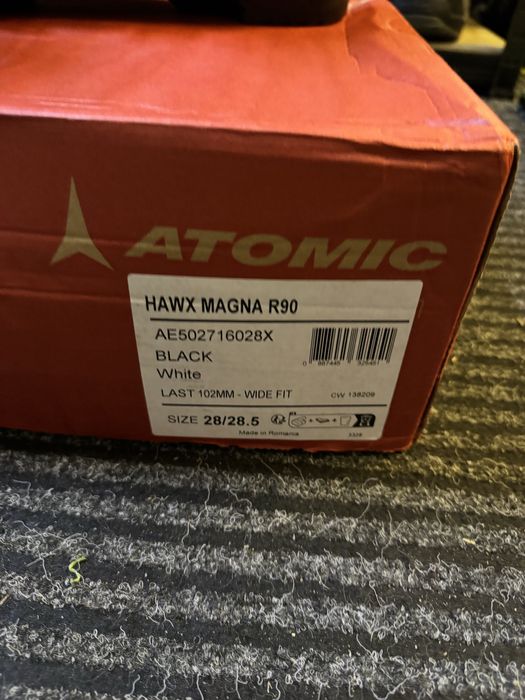 ATOMIC
HAWX MAGNA R90
AE502716028X
BLACK
White
LAST 102MM - WIDE FIT
CW 138209
SIZE 28/28.5
Made in Romania